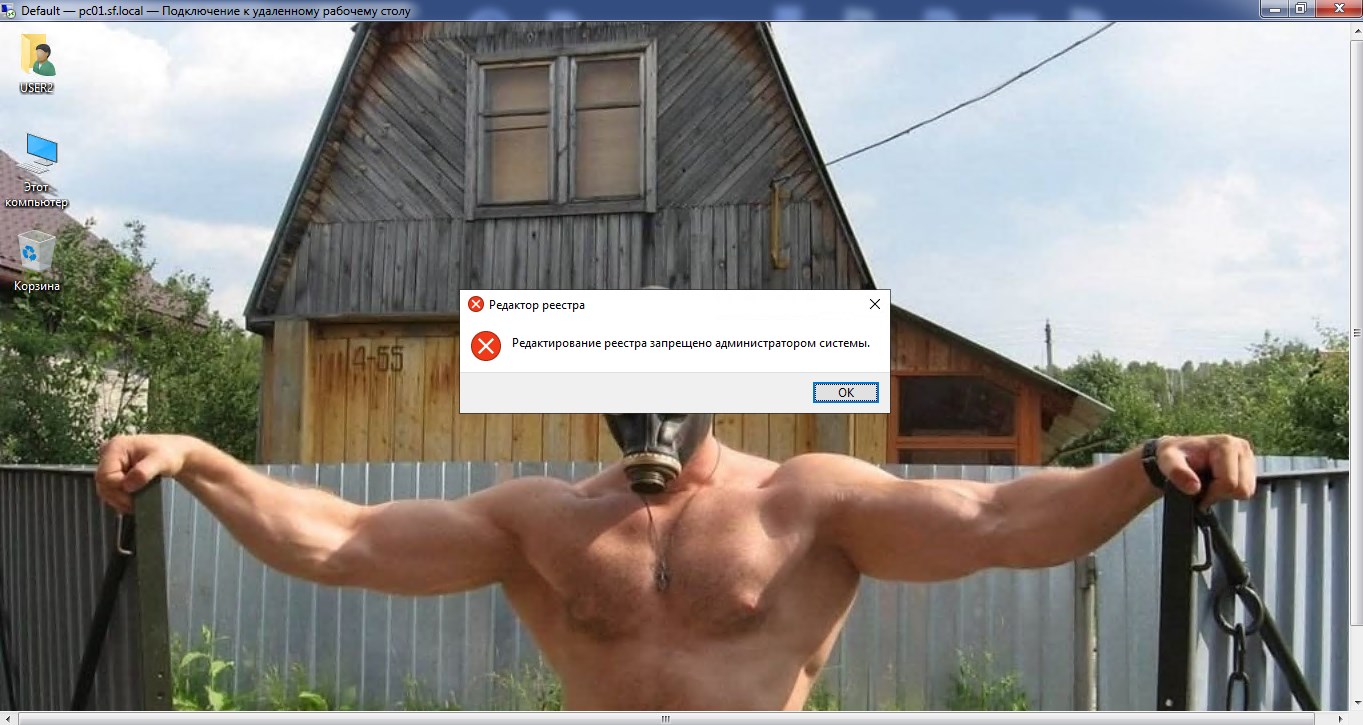 Default — pc01.sf.local — Подключение к удаленному рабочему столу
USER2
Этот
компьютер
Корзина
Редактор реестра
Редактирование реестра запрещено администратором системы.
OK
4-55